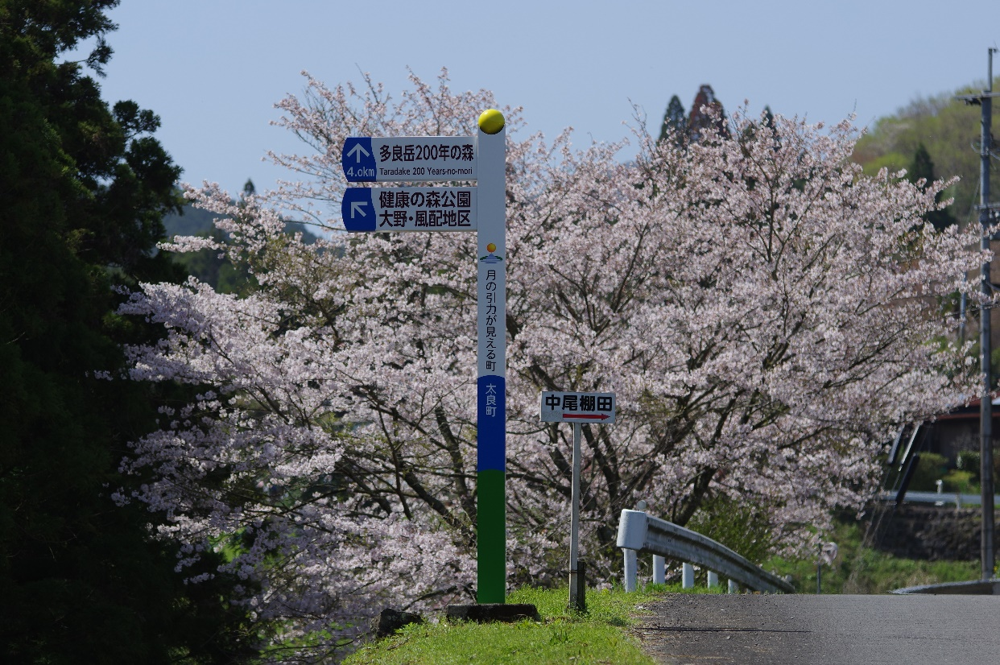 多良岳200年の森
4.0km
Taradake 200 Years-no-mori
健康の森公園
大野・風配地区
月の引力が見える町
太良町
中尾棚田